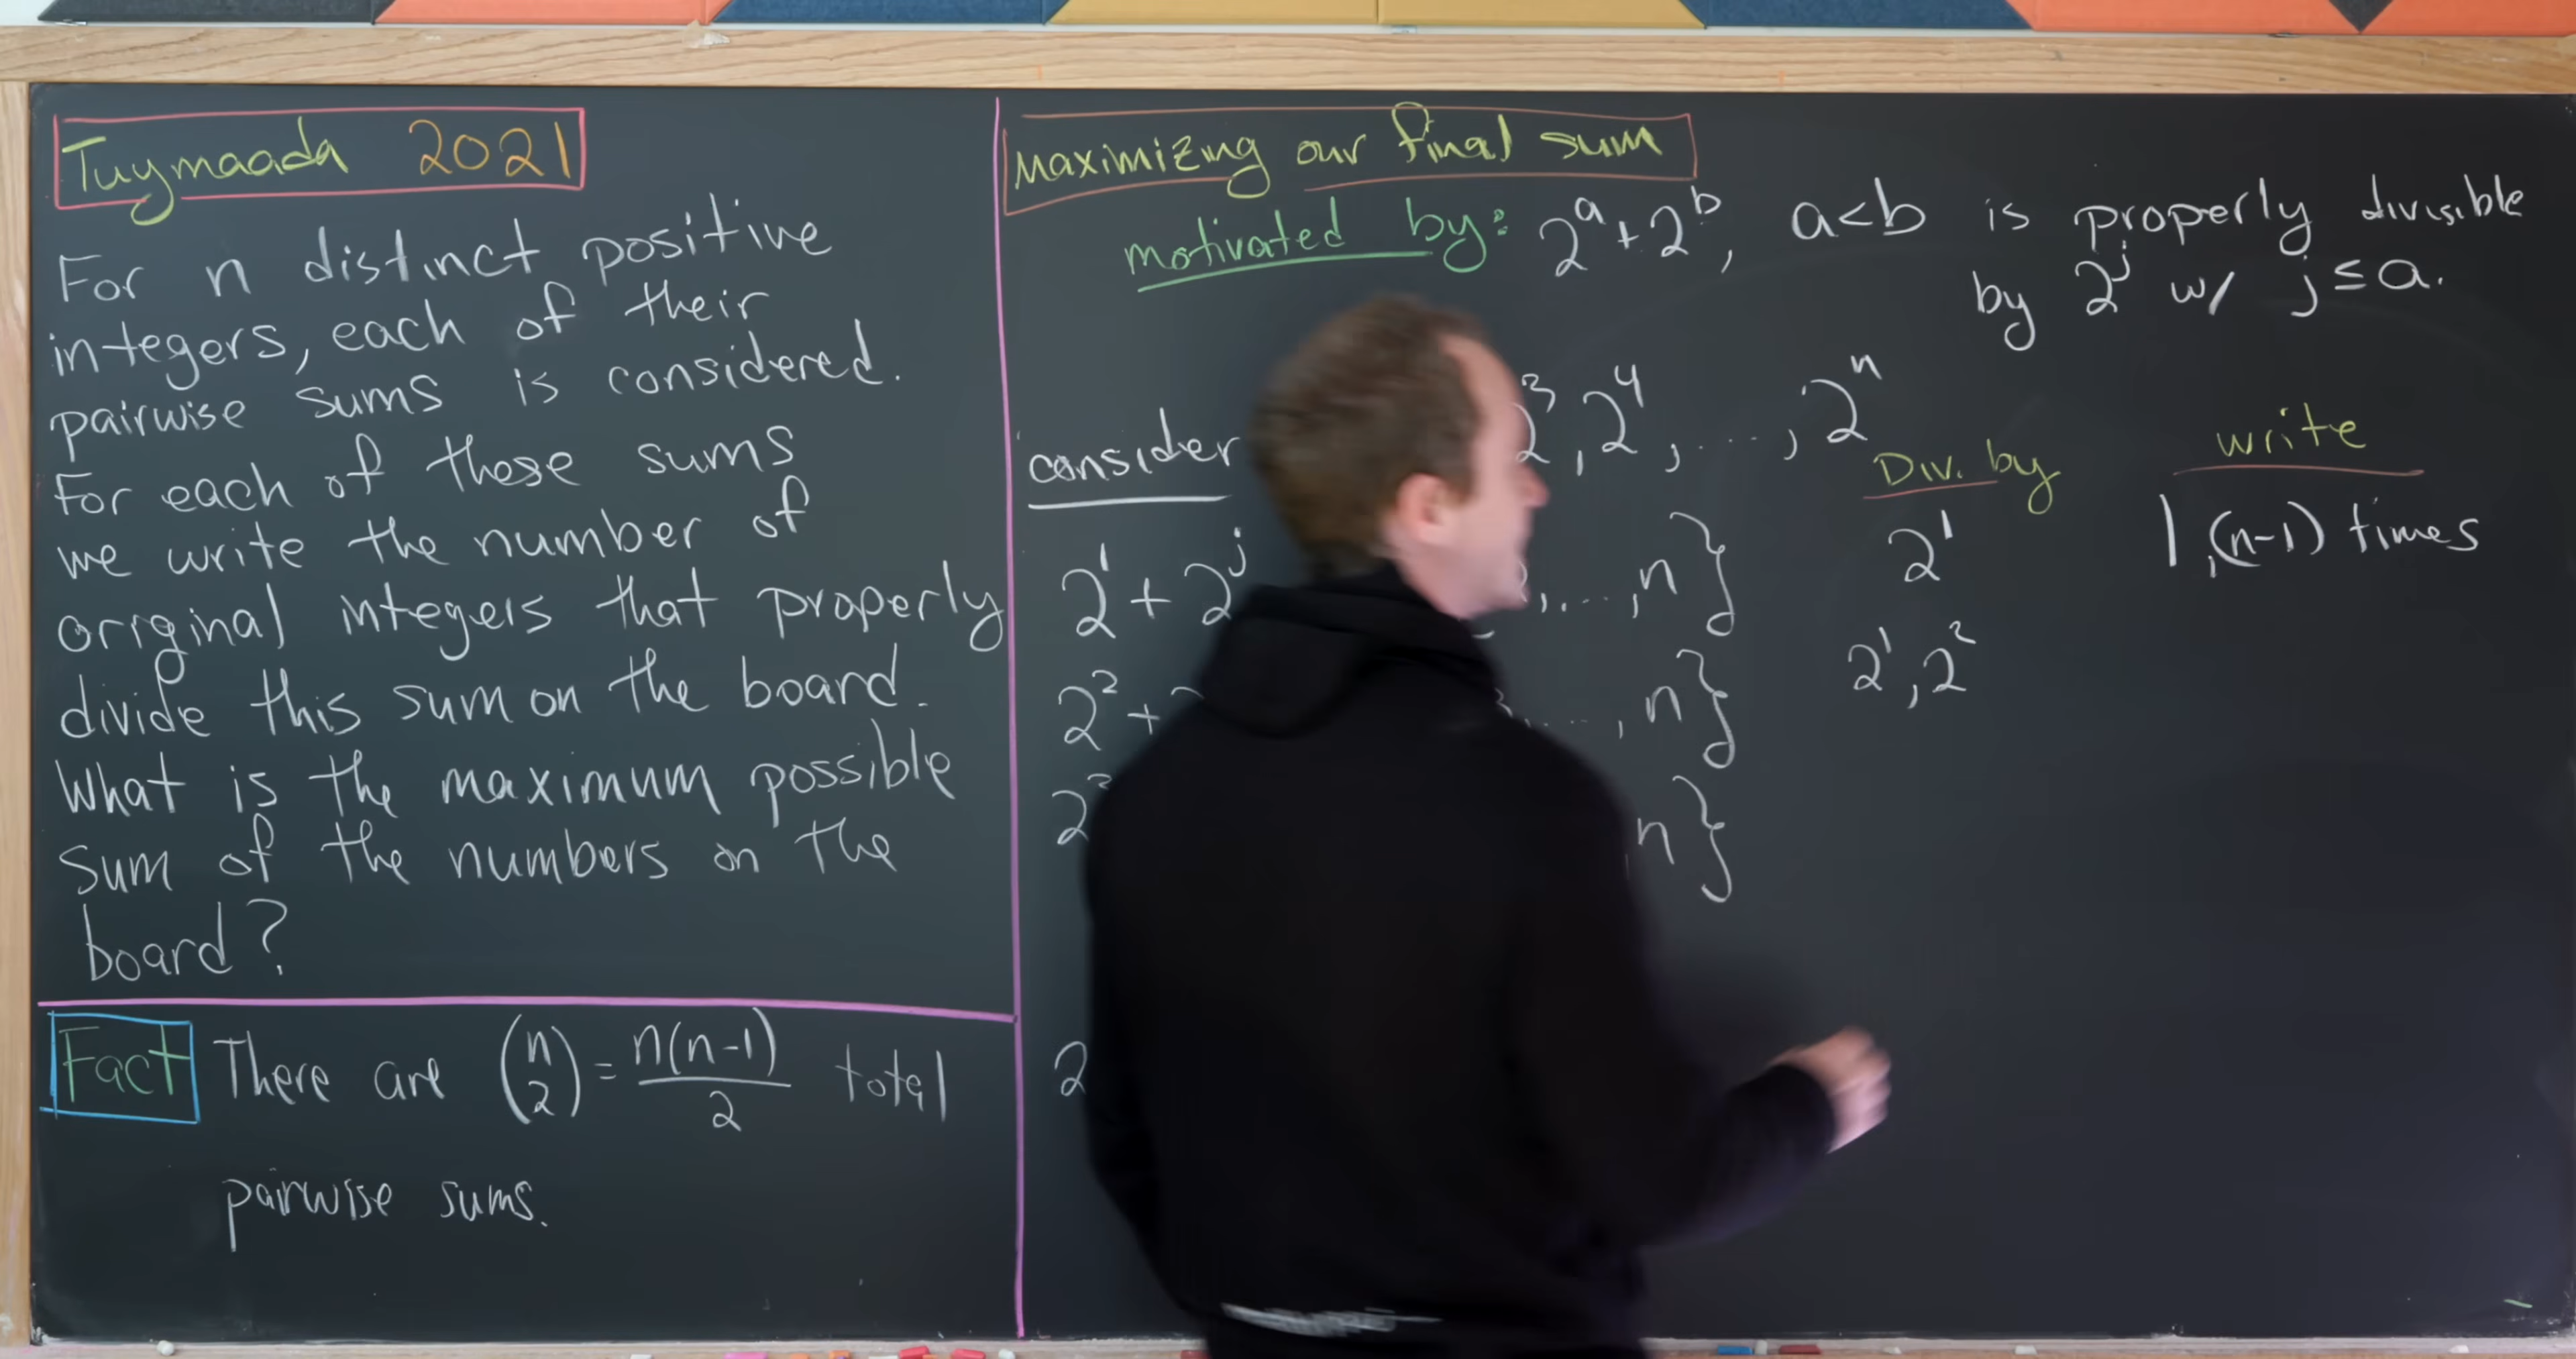 Tuymaada 2021
For n distinct positive
integers, each of their
pairwise sums is considered.
For each of those sums
we write the number of
original integers that properly
divide this sum on the board.
What is the maximum possible
sum of the numbers on the
board?
Fact There are (n 2) = n(n-1)/2 total
pairwise sums.
Maximizing our final sum
motivated by: 2^a + 2^b, a<b is properly divisible
by 2^j w/ j ≤ a.
consider 2^3, 2^4, ...., 2^n
Div. by write
2^1 + 2^j ,....,n} 2^1 1,(n-1) times
2^2 + ,...,n} 2^1, 2^2
n}
2